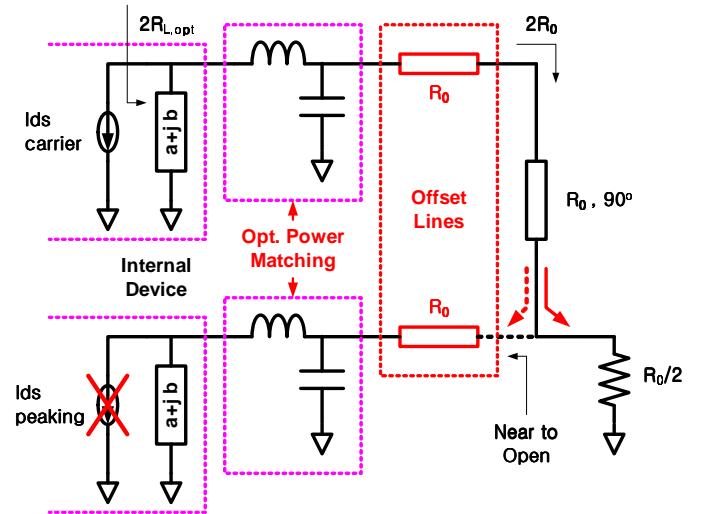 2R_L,opt
2R₀
R₀
Ids
carrier
a+j b
R₀ , 90º
Offset
Lines
Opt. Power
Matching
Internal
Device
R₀
Ids
peaking
a+j b
R₀/2
Near to
Open